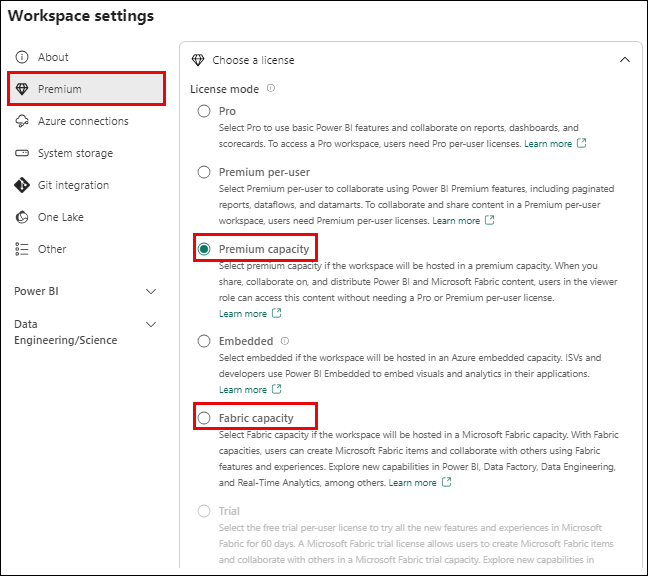 Workspace settings
About
Premium
Azure connections
System storage
Git integration
One Lake
Other
Power BI
Data
Engineering/Science
Choose a license
License mode
Pro
Select Pro to use basic Power BI features and collaborate on reports, dashboards, and
scorecards. To access a Pro workspace, users need Pro per-user licenses. Learn more
Premium per-user
Select Premium per-user to collaborate using Power BI Premium features, including paginated
reports, dataflows, and datamarts. To collaborate and share content in a Premium per-user
workspace, users need Premium per-user licenses. Learn more
Premium capacity
Select premium capacity if the workspace will be hosted in a premium capacity. When you
share, collaborate on, and distribute Power BI and Microsoft Fabric content, users in the viewer
role can access this content without needing a Pro or Premium per-user license.
Learn more
Embedded
Select embedded if the workspace will be hosted in an Azure embedded capacity. ISVs and
developers use Power BI Embedded to embed visuals and analytics in their applications.
Learn more
Fabric capacity
Select Fabric capacity if the workspace will be hosted in a Microsoft Fabric capacity. With Fabric
capacities, users can create Microsoft Fabric items and collaborate with others using Fabric
features and experiences. Explore new capabilities in Power BI, Data Factory, Data Engineering,
and Real-Time Analytics, among others. Learn more
Trial
Select the free trial per-user license to try all the new features and experiences in Microsoft
Fabric for 60 days. A Microsoft Fabric trial license allows users to create Microsoft Fabric items
and collaborate with others in a Microsoft Fabric trial capacity. Explore new capabilities in